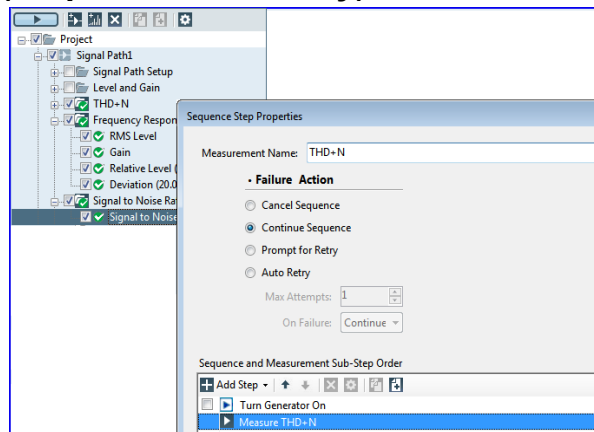 Project
Signal Path1
Signal Path Setup
Level and Gain
THD+N
Frequency Respon
RMS Level
Gain
Relative Level (
Deviation (20.0
Signal to Noise Ra
Signal to Noise
Sequence Step Properties
Measurement Name: THD+N
- Failure Action
Cancel Sequence
Continue Sequence
Prompt for Retry
Auto Retry
Max Attempts: 1
On Failure: Continue
Sequence and Measurement Sub-Step Order
Add Step
Turn Generator On
Measure THD+N